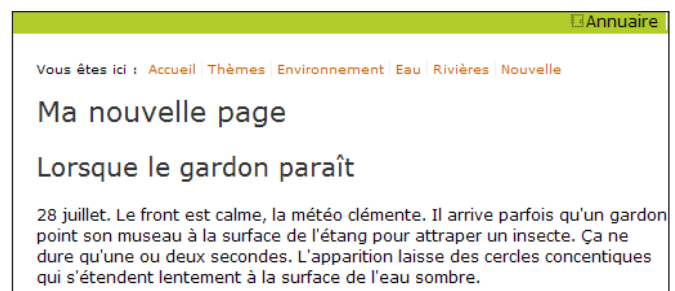 Annuaire
Vous êtes ici : Accueil Thèmes Environnement Eau Rivières Nouvelle
Ma nouvelle page
Lorsque le gardon paraît
28 juillet. Le front est calme, la météo clémente. Il arrive parfois qu'un gardon
point son museau à la surface de l'étang pour attraper un insecte. Ça ne
dure qu'une ou deux secondes. L'apparition laisse des cercles concentiques
qui s'étendent lentement à la surface de l'eau sombre.